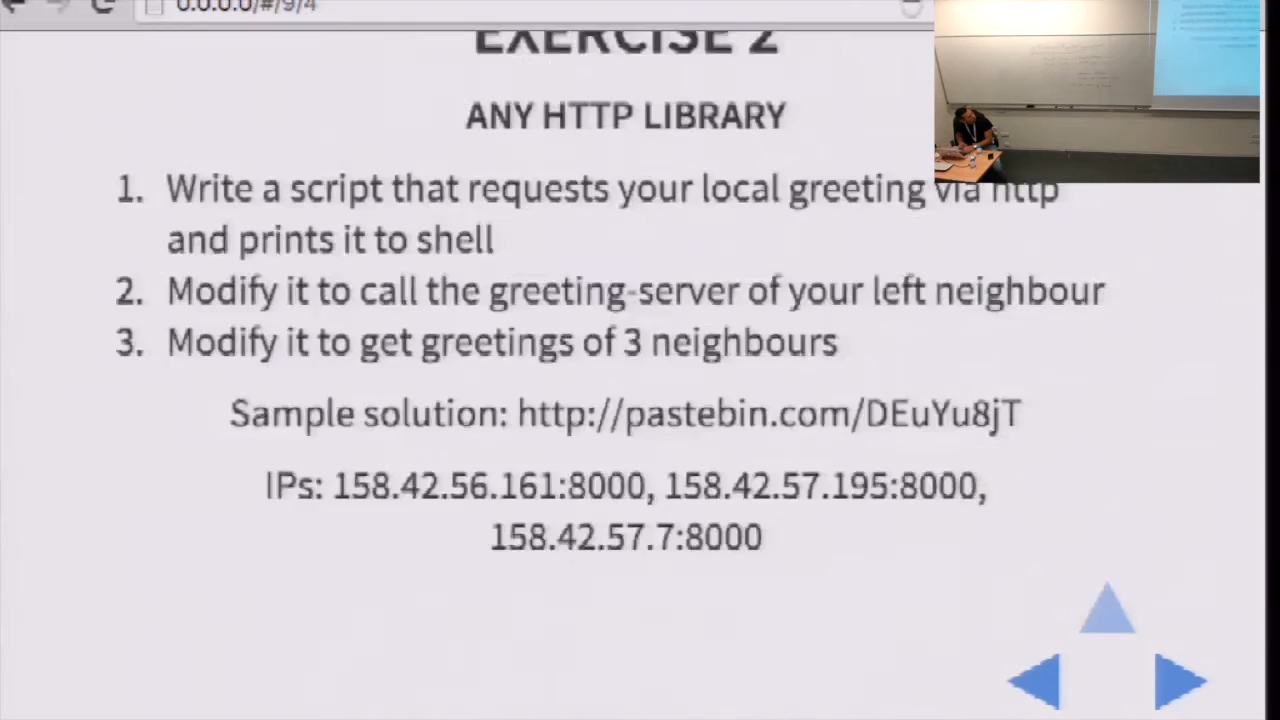 0.0.0.0/#/9/4
EXERCISE 2
ANY HTTP LIBRARY
1. Write a script that requests your local greeting via http
and prints it to shell
2. Modify it to call the greeting-server of your left neighbour
3. Modify it to get greetings of 3 neighbours
Sample solution: http://pastebin.com/DEuYu8jT
IPs: 158.42.56.161:8000, 158.42.57.195:8000,
158.42.57.7:8000